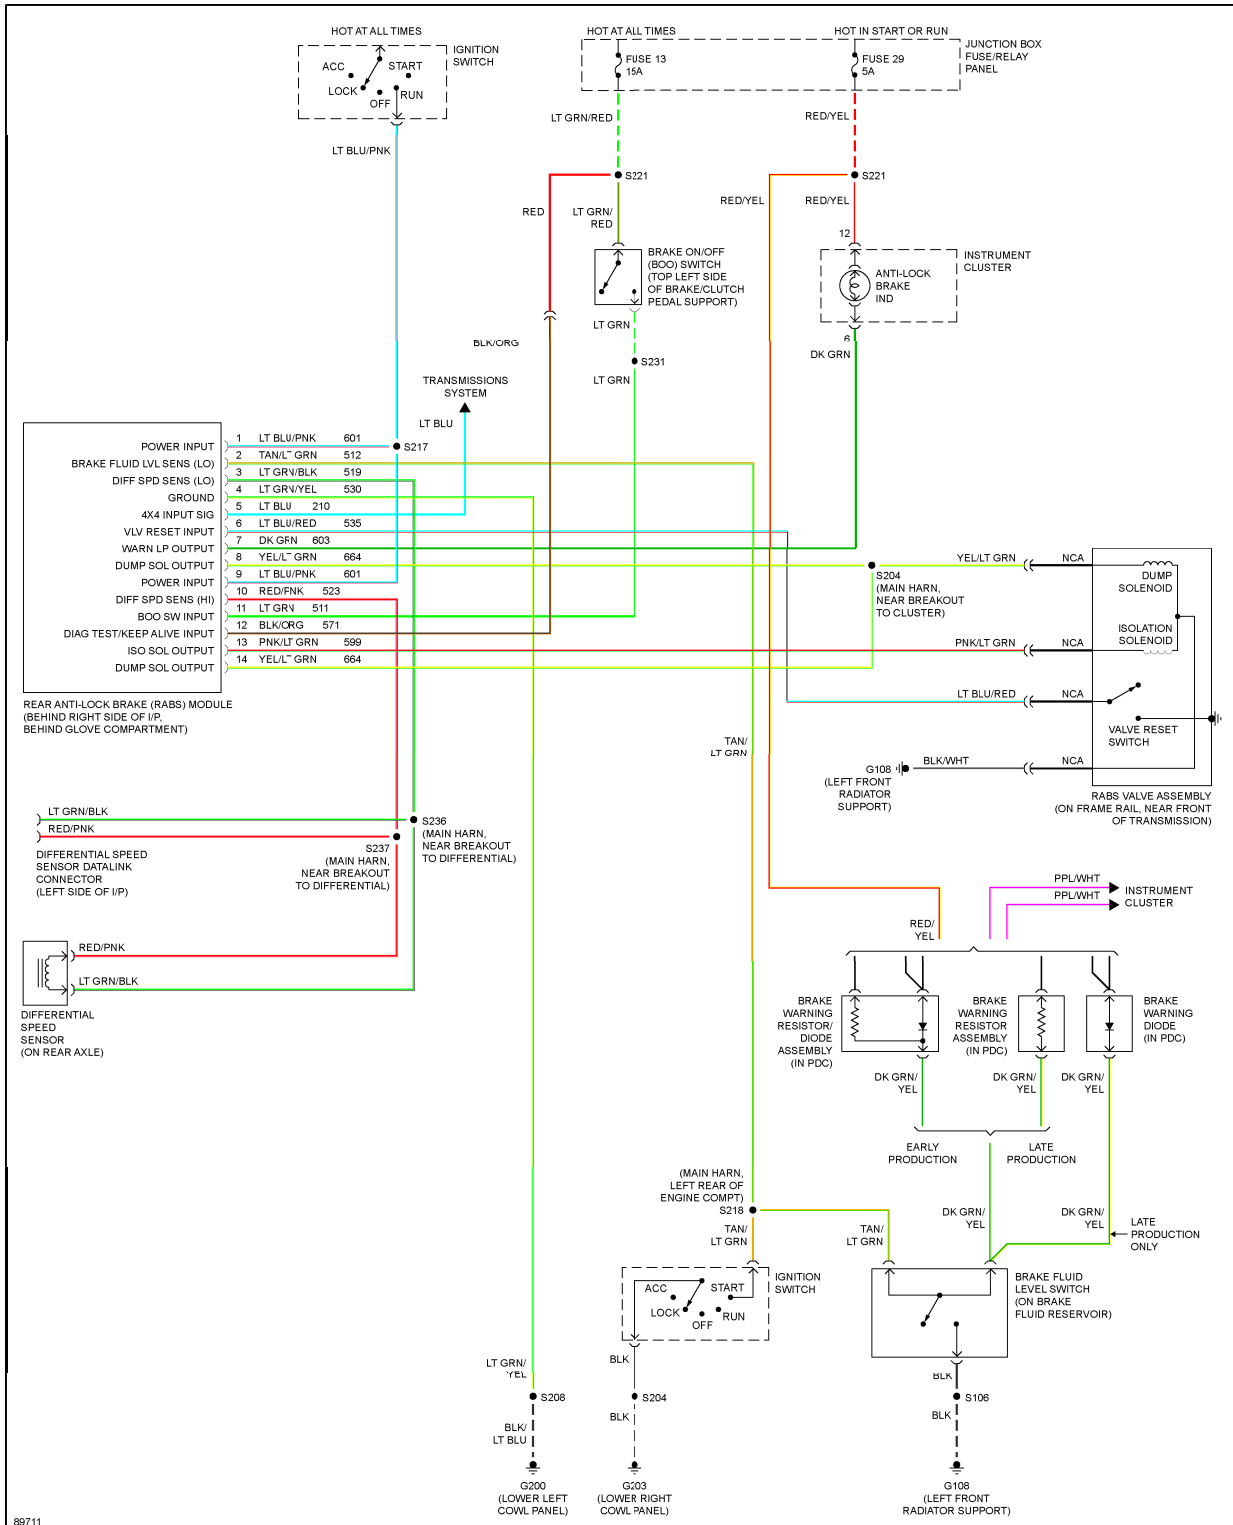 HOT AT ALL TIMES
IGNITION
SWITCH
ACC
START
LOCK
OFF
RUN
HOT AT ALL TIMES
HOT IN START OR RUN
FUSE 13
15A
FUSE 29
5A
JUNCTION BOX
FUSE/RELAY
PANEL
LT BLU/PNK
LT GRN/RED
RED/YEL
S221
S221
RED
LT GRN/
RED
RED/YEL
RED/YEL
12
BRAKE ON/OFF
(BOO) SWITCH
(TOP LEFT SIDE
OF BRAKE/CLUTCH
PEDAL SUPPORT)
INSTRUMENT
CLUSTER
ANTI-LOCK
BRAKE
IND
6
DK GRN
LT GRN
BLK/ORG
S231
LT GRN
TRANSMISSIONS
SYSTEM
LT BLU
S217
POWER INPUT 1 LT BLU/PNK 601
BRAKE FLUID LVL SENS (LO) 2 TAN/LT GRN 512
DIFF SPD SENS (LO) 3 LT GRN/BLK 519
GROUND 4 LT GRN/YEL 530
4X4 INPUT SIG 5 LT BLU 210
VLV RESET INPUT 6 LT BLU/RED 535
WARN LP OUTPUT 7 DK GRN 603
DUMP SOL OUTPUT 8 YEL/LT GRN 664
POWER INPUT 9 LT BLU/PNK 601
DIFF SPD SENS (HI) 10 RED/PNK 523
BOO SW INPUT 11 LT GRN 511
DIAG TEST/KEEP ALIVE INPUT 12 BLK/ORG 571
ISO SOL OUTPUT 13 PNK/LT GRN 599
DUMP SOL OUTPUT 14 YEL/LT GRN 664
REAR ANTI-LOCK BRAKE (RABS) MODULE
(BEHIND RIGHT SIDE OF I/P,
BEHIND GLOVE COMPARTMENT)
S204
(MAIN HARN,
NEAR BREAKOUT
TO CLUSTER)
YEL/LT GRN
NCA
DUMP
SOLENOID
ISOLATION
SOLENOID
PNK/LT GRN
NCA
LT BLU/RED
NCA
VALVE RESET
SWITCH
G108
(LEFT FRONT
RADIATOR
SUPPORT)
BLK/WHT
NCA
RABS VALVE ASSEMBLY
(ON FRAME RAIL, NEAR FRONT
OF TRANSMISSION)
TAN/
LT GRN
LT GRN/BLK
RED/PNK
DIFFERENTIAL SPEED
SENSOR DATALINK
CONNECTOR
(LEFT SIDE OF I/P)
S236
(MAIN HARN,
NEAR BREAKOUT
TO DIFFERENTIAL)
S237
(MAIN HARN,
NEAR BREAKOUT
TO DIFFERENTIAL)
RED/PNK
LT GRN/BLK
DIFFERENTIAL
SPEED
SENSOR
(ON REAR AXLE)
PPL/WHT
PPL/WHT
INSTRUMENT
CLUSTER
RED/
YEL
BRAKE
WARNING
RESISTOR/
DIODE
ASSEMBLY
(IN PDC)
BRAKE
WARNING
RESISTOR
ASSEMBLY
(IN PDC)
BRAKE
WARNING
DIODE
(IN PDC)
DK GRN/
YEL
DK GRN/
YEL
DK GRN/
YEL
EARLY
PRODUCTION
LATE
PRODUCTION
(MAIN HARN,
LEFT REAR OF
ENGINE COMPT)
S218
TAN/
LT GRN
TAN/
LT GRN
DK GRN/
YEL
DK GRN/
YEL
LATE
PRODUCTION
ONLY
IGNITION
SWITCH
ACC
START
LOCK
OFF
RUN
BRAKE FLUID
LEVEL SWITCH
(ON BRAKE
FLUID RESERVOIR)
LT GRN/
YEL
BLK
BLK
S208
S204
S106
BLK/
LT BLU
BLK
BLK
G200
(LOWER LEFT
COWL PANEL)
G203
(LOWER RIGHT
COWL PANEL)
G108
(LEFT FRONT
RADIATOR SUPPORT)
89711